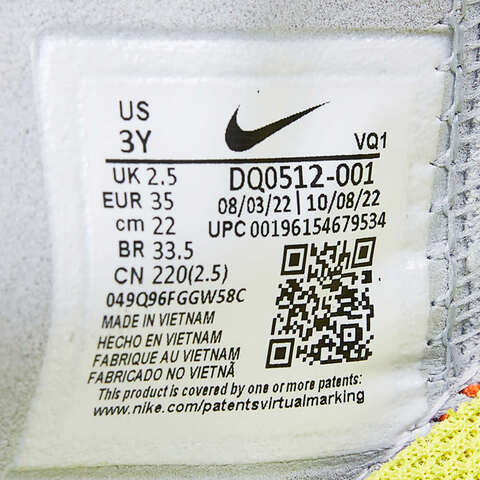 US
3Y
VQ1
UK 2.5
EUR 35
cm 22
BR 33.5
CN 220(2.5)
DQ0512-001
08/03/22 | 10/08/22
UPC 00196154679534
049Q96FGGW58C
MADE IN VIETNAM
HECHO EN VIETNAM
FABRIQUE AU VIETNAM
FABRICADO NO VIETNÃ
This product is covered by one or more patents:
www.nike.com/patentsvirtualmarking